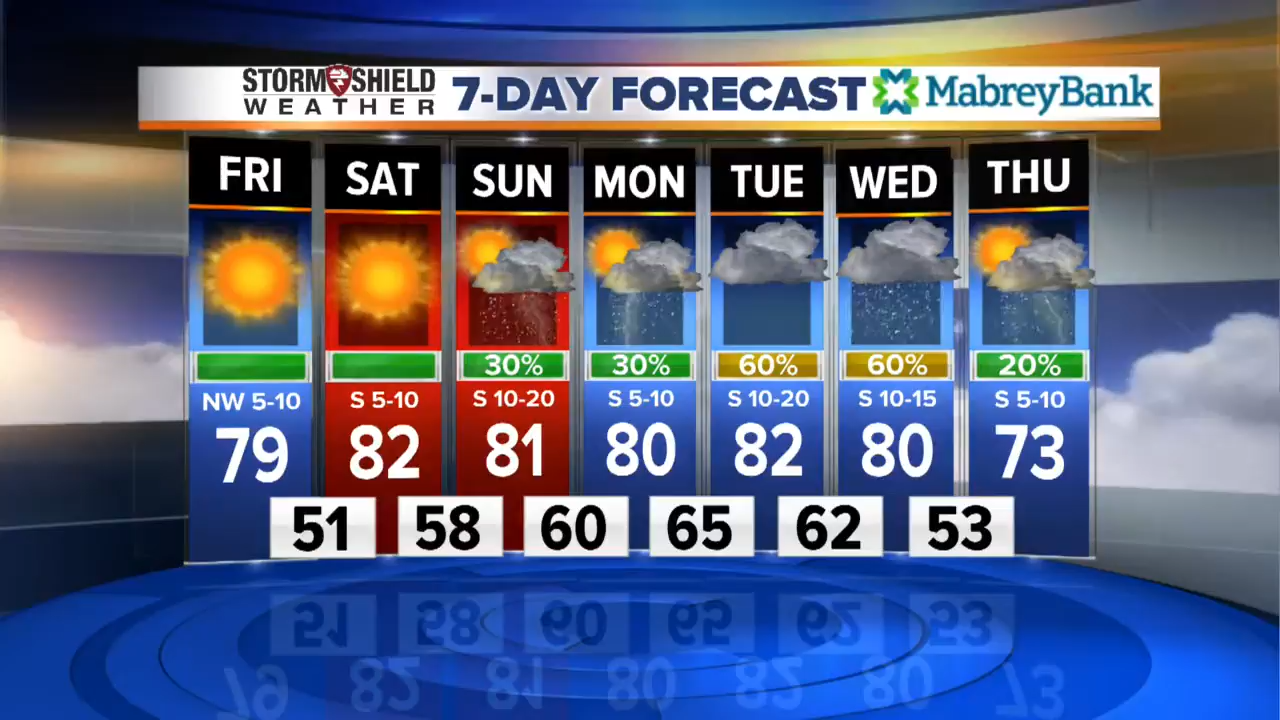 STORM SHIELD
WEATHER
7-DAY FORECAST
MabreyBank
FRI SAT SUN MON TUE WED THU
30% 30% 60% 60% 20%
NW 5-10 S 5-10 S 10-20 S 5-10 S 10-20 S 10-15 S 5-10
79 82 81 80 82 80 73
51 58 60 65 62 53